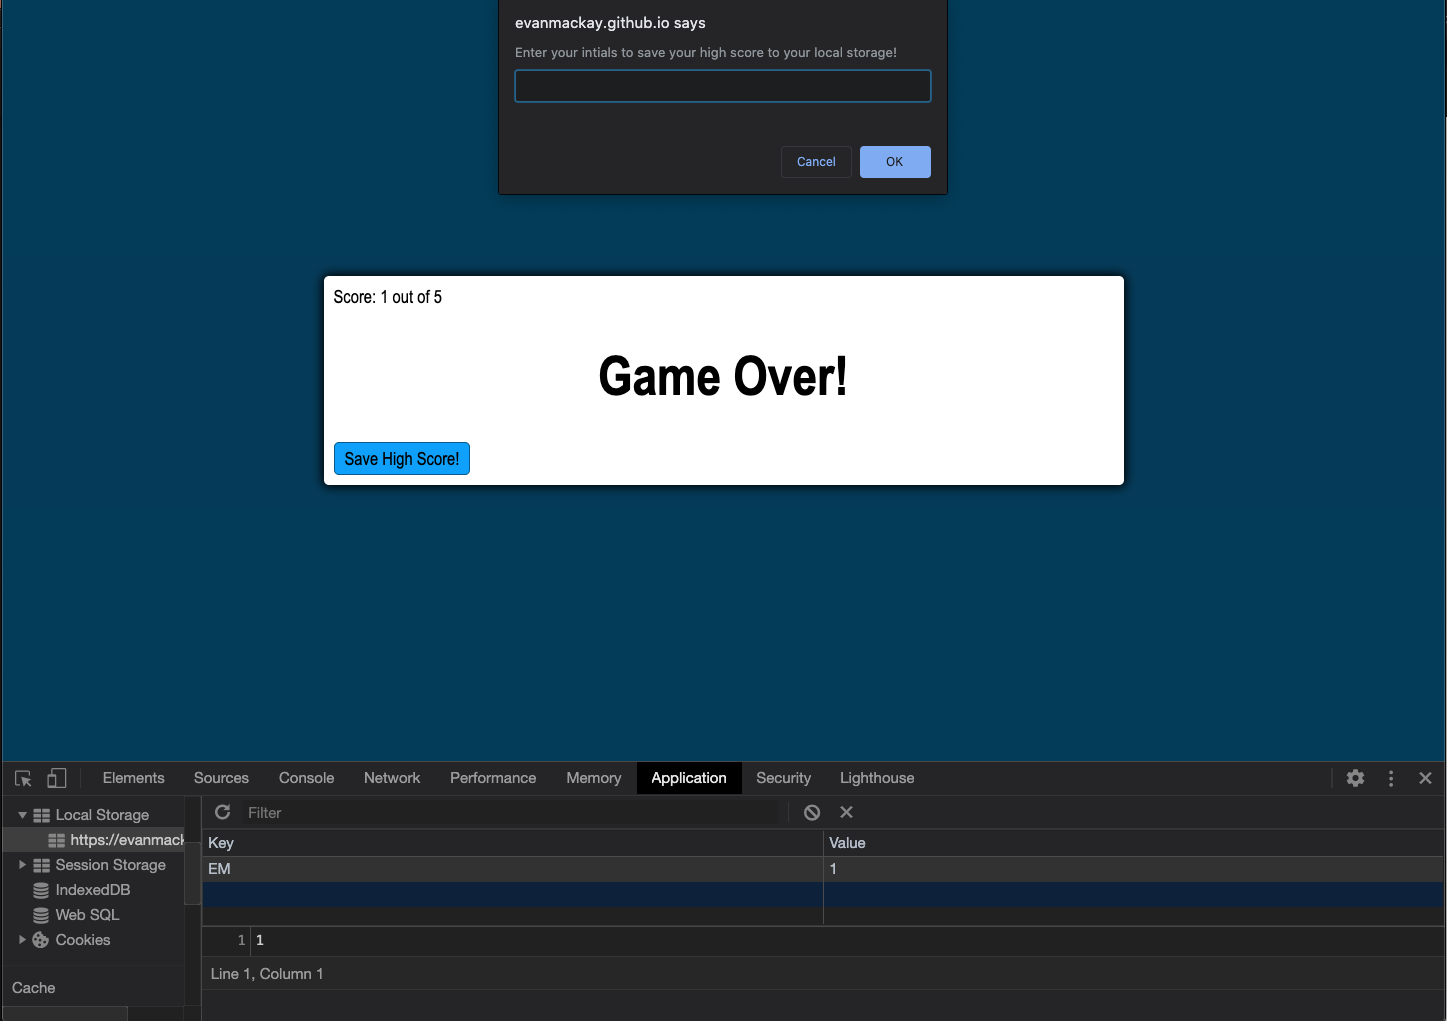 evanmackay.github.io says
Enter your intials to save your high score to your local storage!
Cancel OK
Score: 1 out of 5
Game Over!
Save High Score!
Elements Sources Console Network Performance Memory Application Security Lighthouse
Local Storage Filter
https://evanmack Key Value
Session Storage EM 1
IndexedDB
Web SQL
Cookies 1 1
Line 1, Column 1
Cache